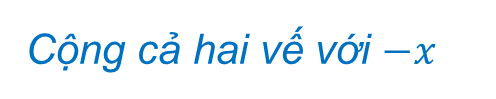 Cộng cả hai vế với −x